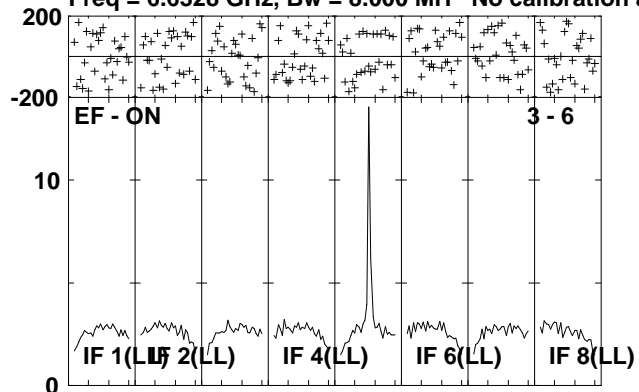 Freq = 6.6328 GHz, Bw = 8.000 MH No calibration a
200
-200
EF - ON 3 - 6
10
0
IF 1(LL) IF 2(LL) IF 4(LL) IF 6(LL) IF 8(LL)